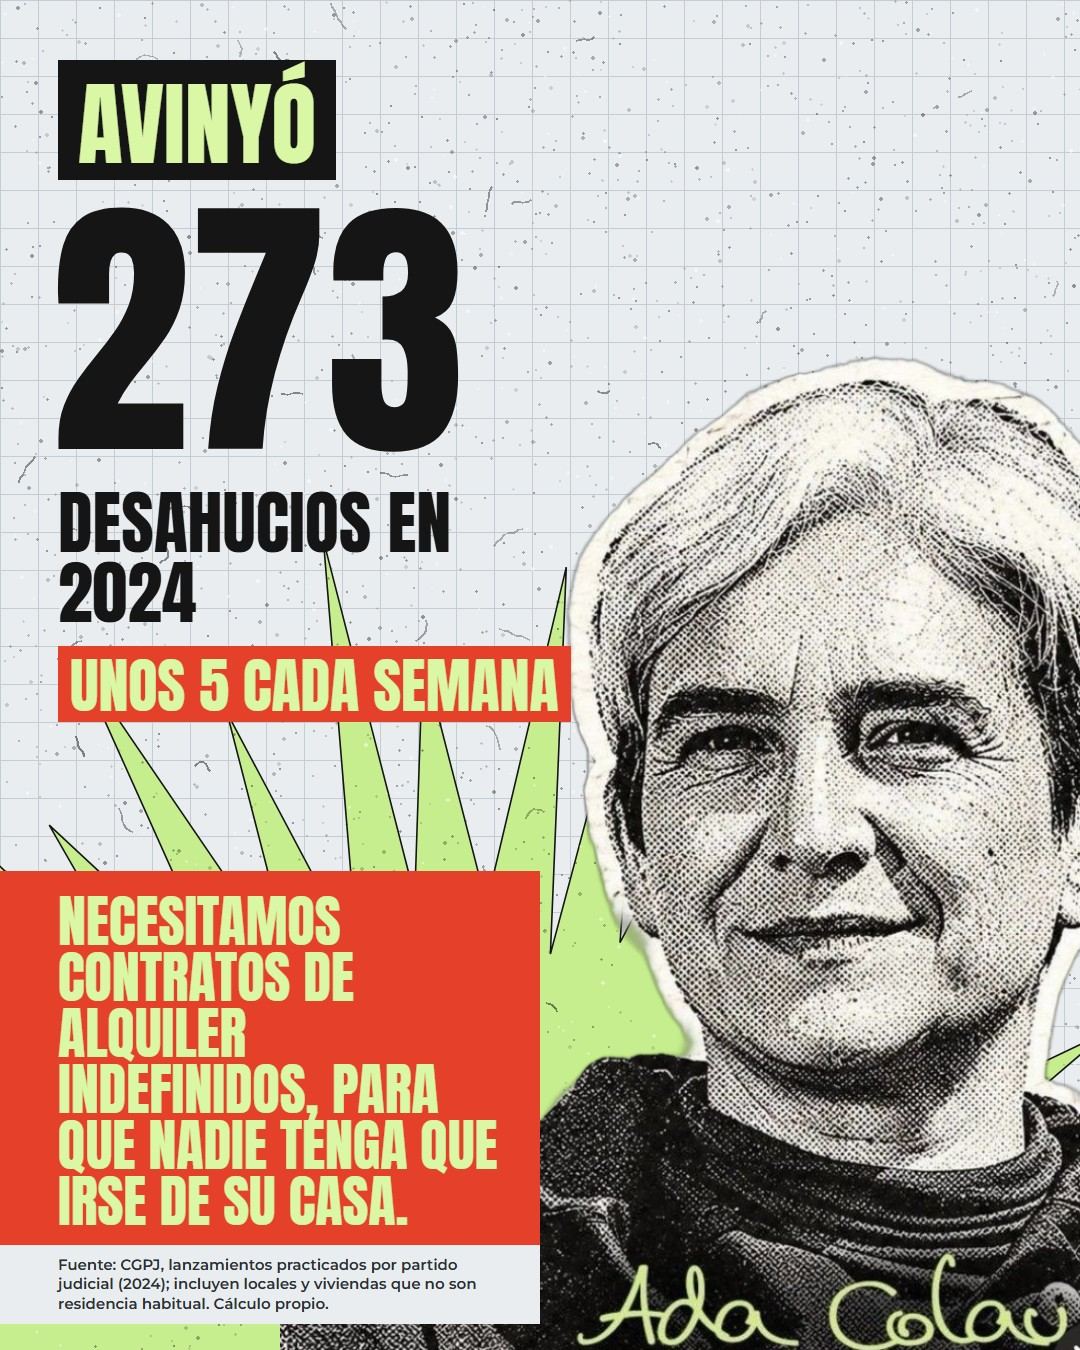 AVINYÓ
273
DESAHUCIOS EN
2024
UNOS 5 CADA SEMANA
NECESITAMOS
CONTRATOS DE
ALQUILER
INDEFINIDOS, PARA
QUE NADIE TENGA QUE
IRSE DE SU CASA.
Fuente: CGPJ, lanzamientos practicados por partido
judicial (2024); incluyen locales y viviendas que no son
residencia habitual. Cálculo propio.
Ada Colau